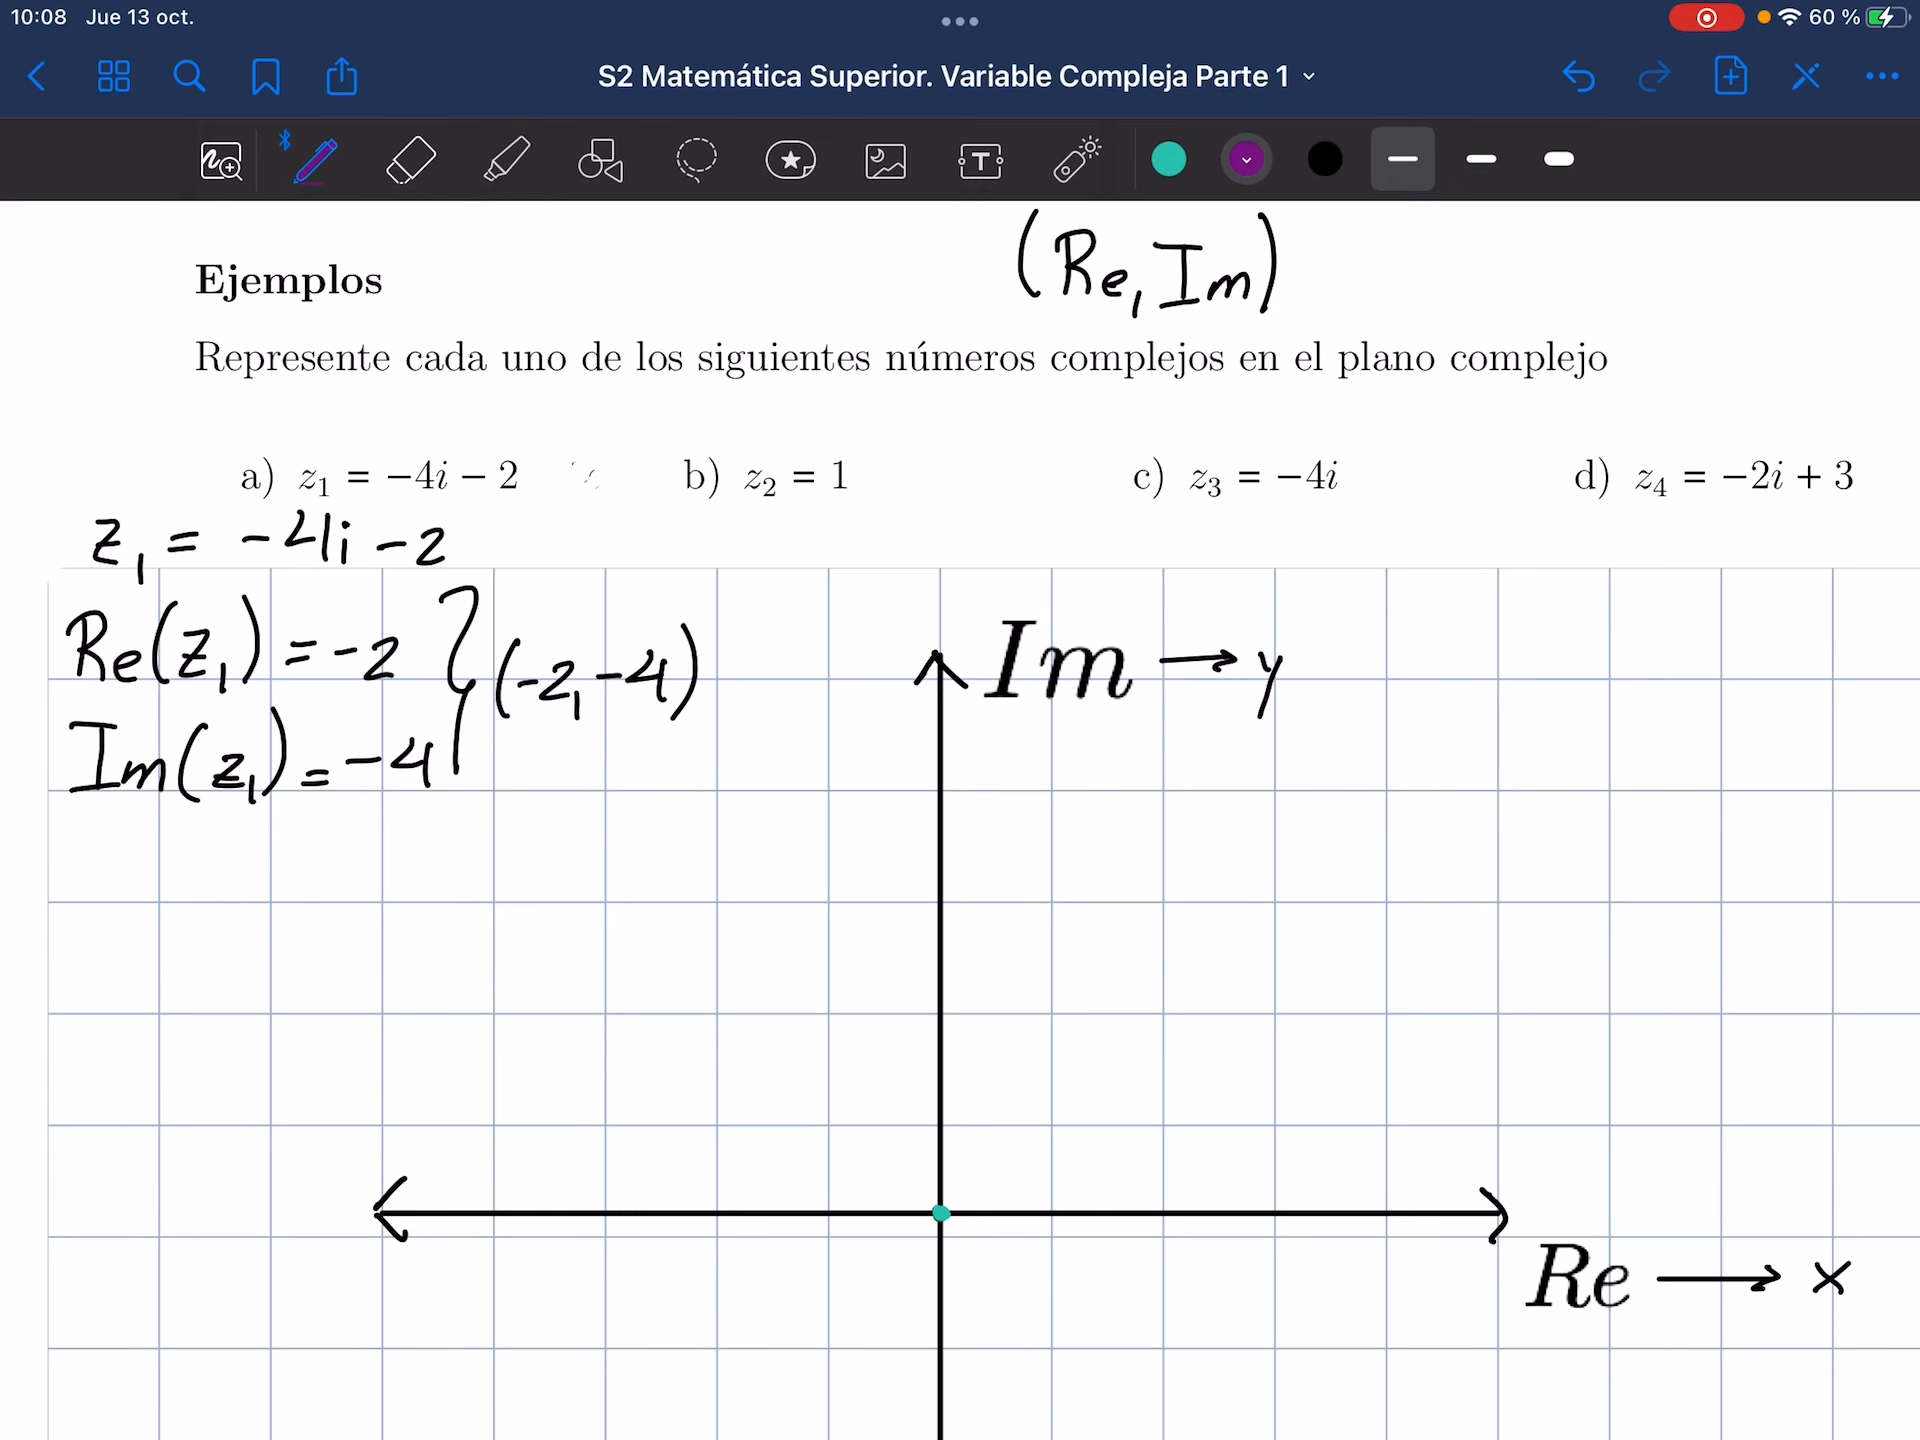 10:08 Jue 13 oct. 60 %
S2 Matemática Superior. Variable Compleja Parte 1
T
(Re, Im)
Ejemplos
Represente cada uno de los siguientes números complejos en el plano complejo
a) z₁ = −4i − 2 b) z₂ = 1 c) z₃ = −4i d) z₄ = −2i + 3
z₁ = -4i -2
Re(z₁) = -2 } (-2, -4)
Im(z₁) = -4
Im → y
Re → x